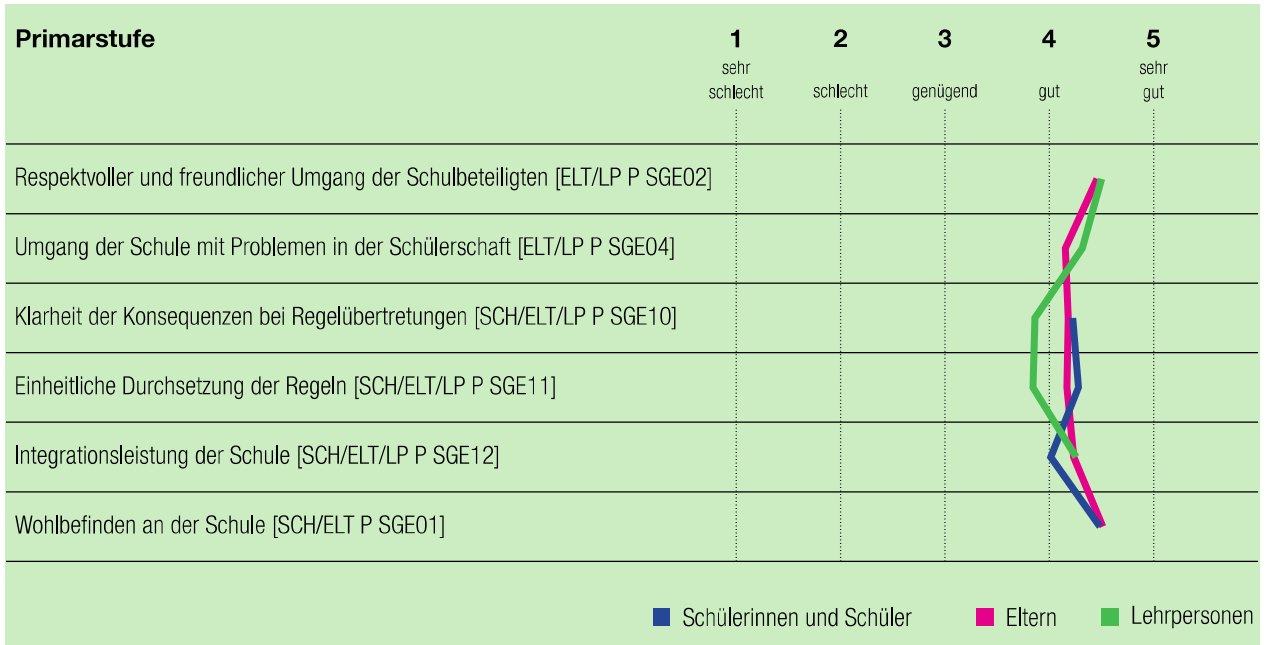 Primarstufe 1 2 3 4 5
sehr sehr
schlecht schlecht genügend gut gut
Respektvoller und freundlicher Umgang der Schulbeteiligten [ELT/LP P SGE02]
Umgang der Schule mit Problemen in der Schülerschaft [ELT/LP P SGE04]
Klarheit der Konsequenzen bei Regelübertretungen [SCH/ELT/LP P SGE10]
Einheitliche Durchsetzung der Regeln [SCH/ELT/LP P SGE11]
Integrationsleistung der Schule [SCH/ELT/LP P SGE12]
Wohlbefinden an der Schule [SCH/ELT P SGE01]
Schülerinnen und Schüler Eltern Lehrpersonen